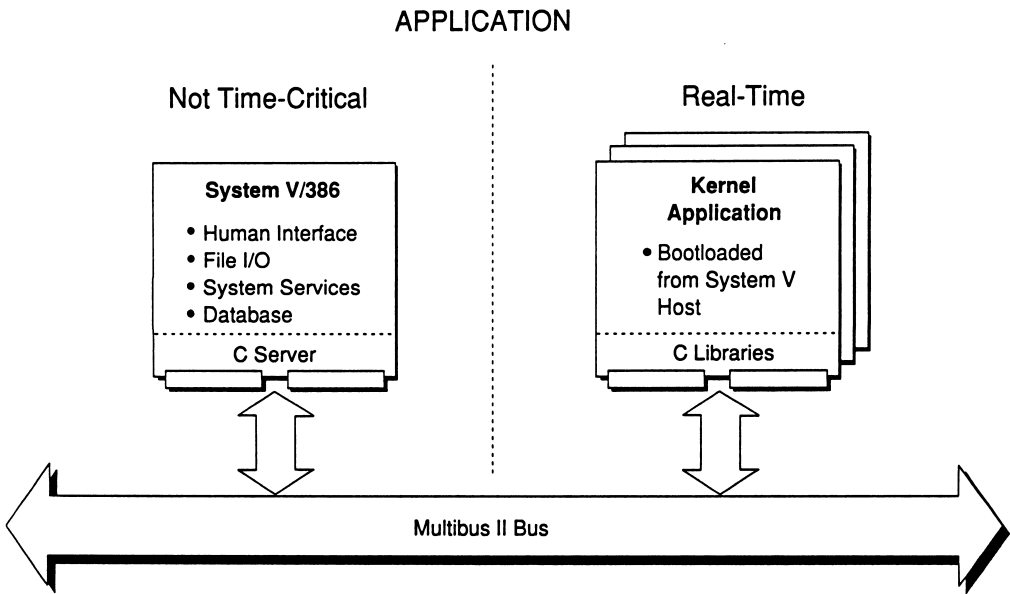 APPLICATION
Not Time-Critical
System V/386
• Human Interface
• File I/O
• System Services
• Database
C Server
Real-Time
Kernel
Application
• Bootloaded
from System V
Host
C Libraries
Multibus II Bus